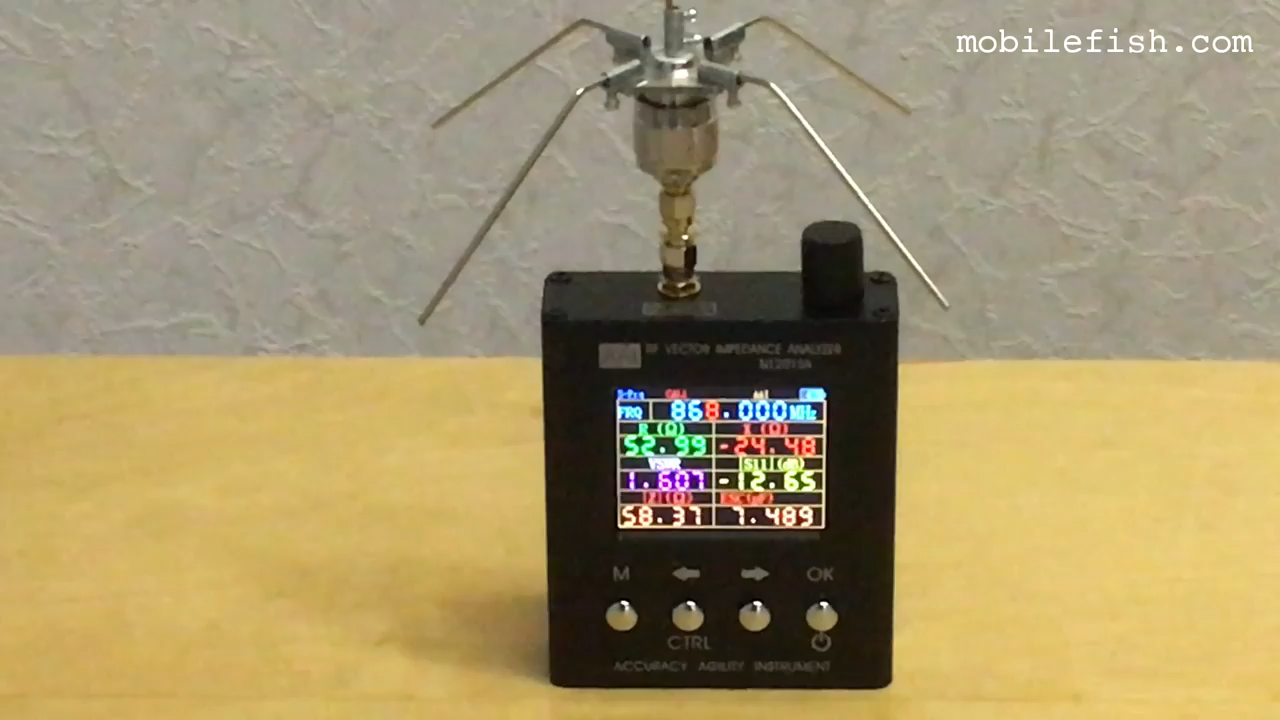 mobilefish.com
RF VECTOR IMPEDANCE ANALYZER
FRQ 868.000MHz
R (Ω) X (Ω)
52.99 -24.48
VSWR |S11|(dB)
1.607 -12.65
|Z|(Ω)
58.37 7.489
M OK
CTRL
ACCURACY AGILITY INSTRUMENT